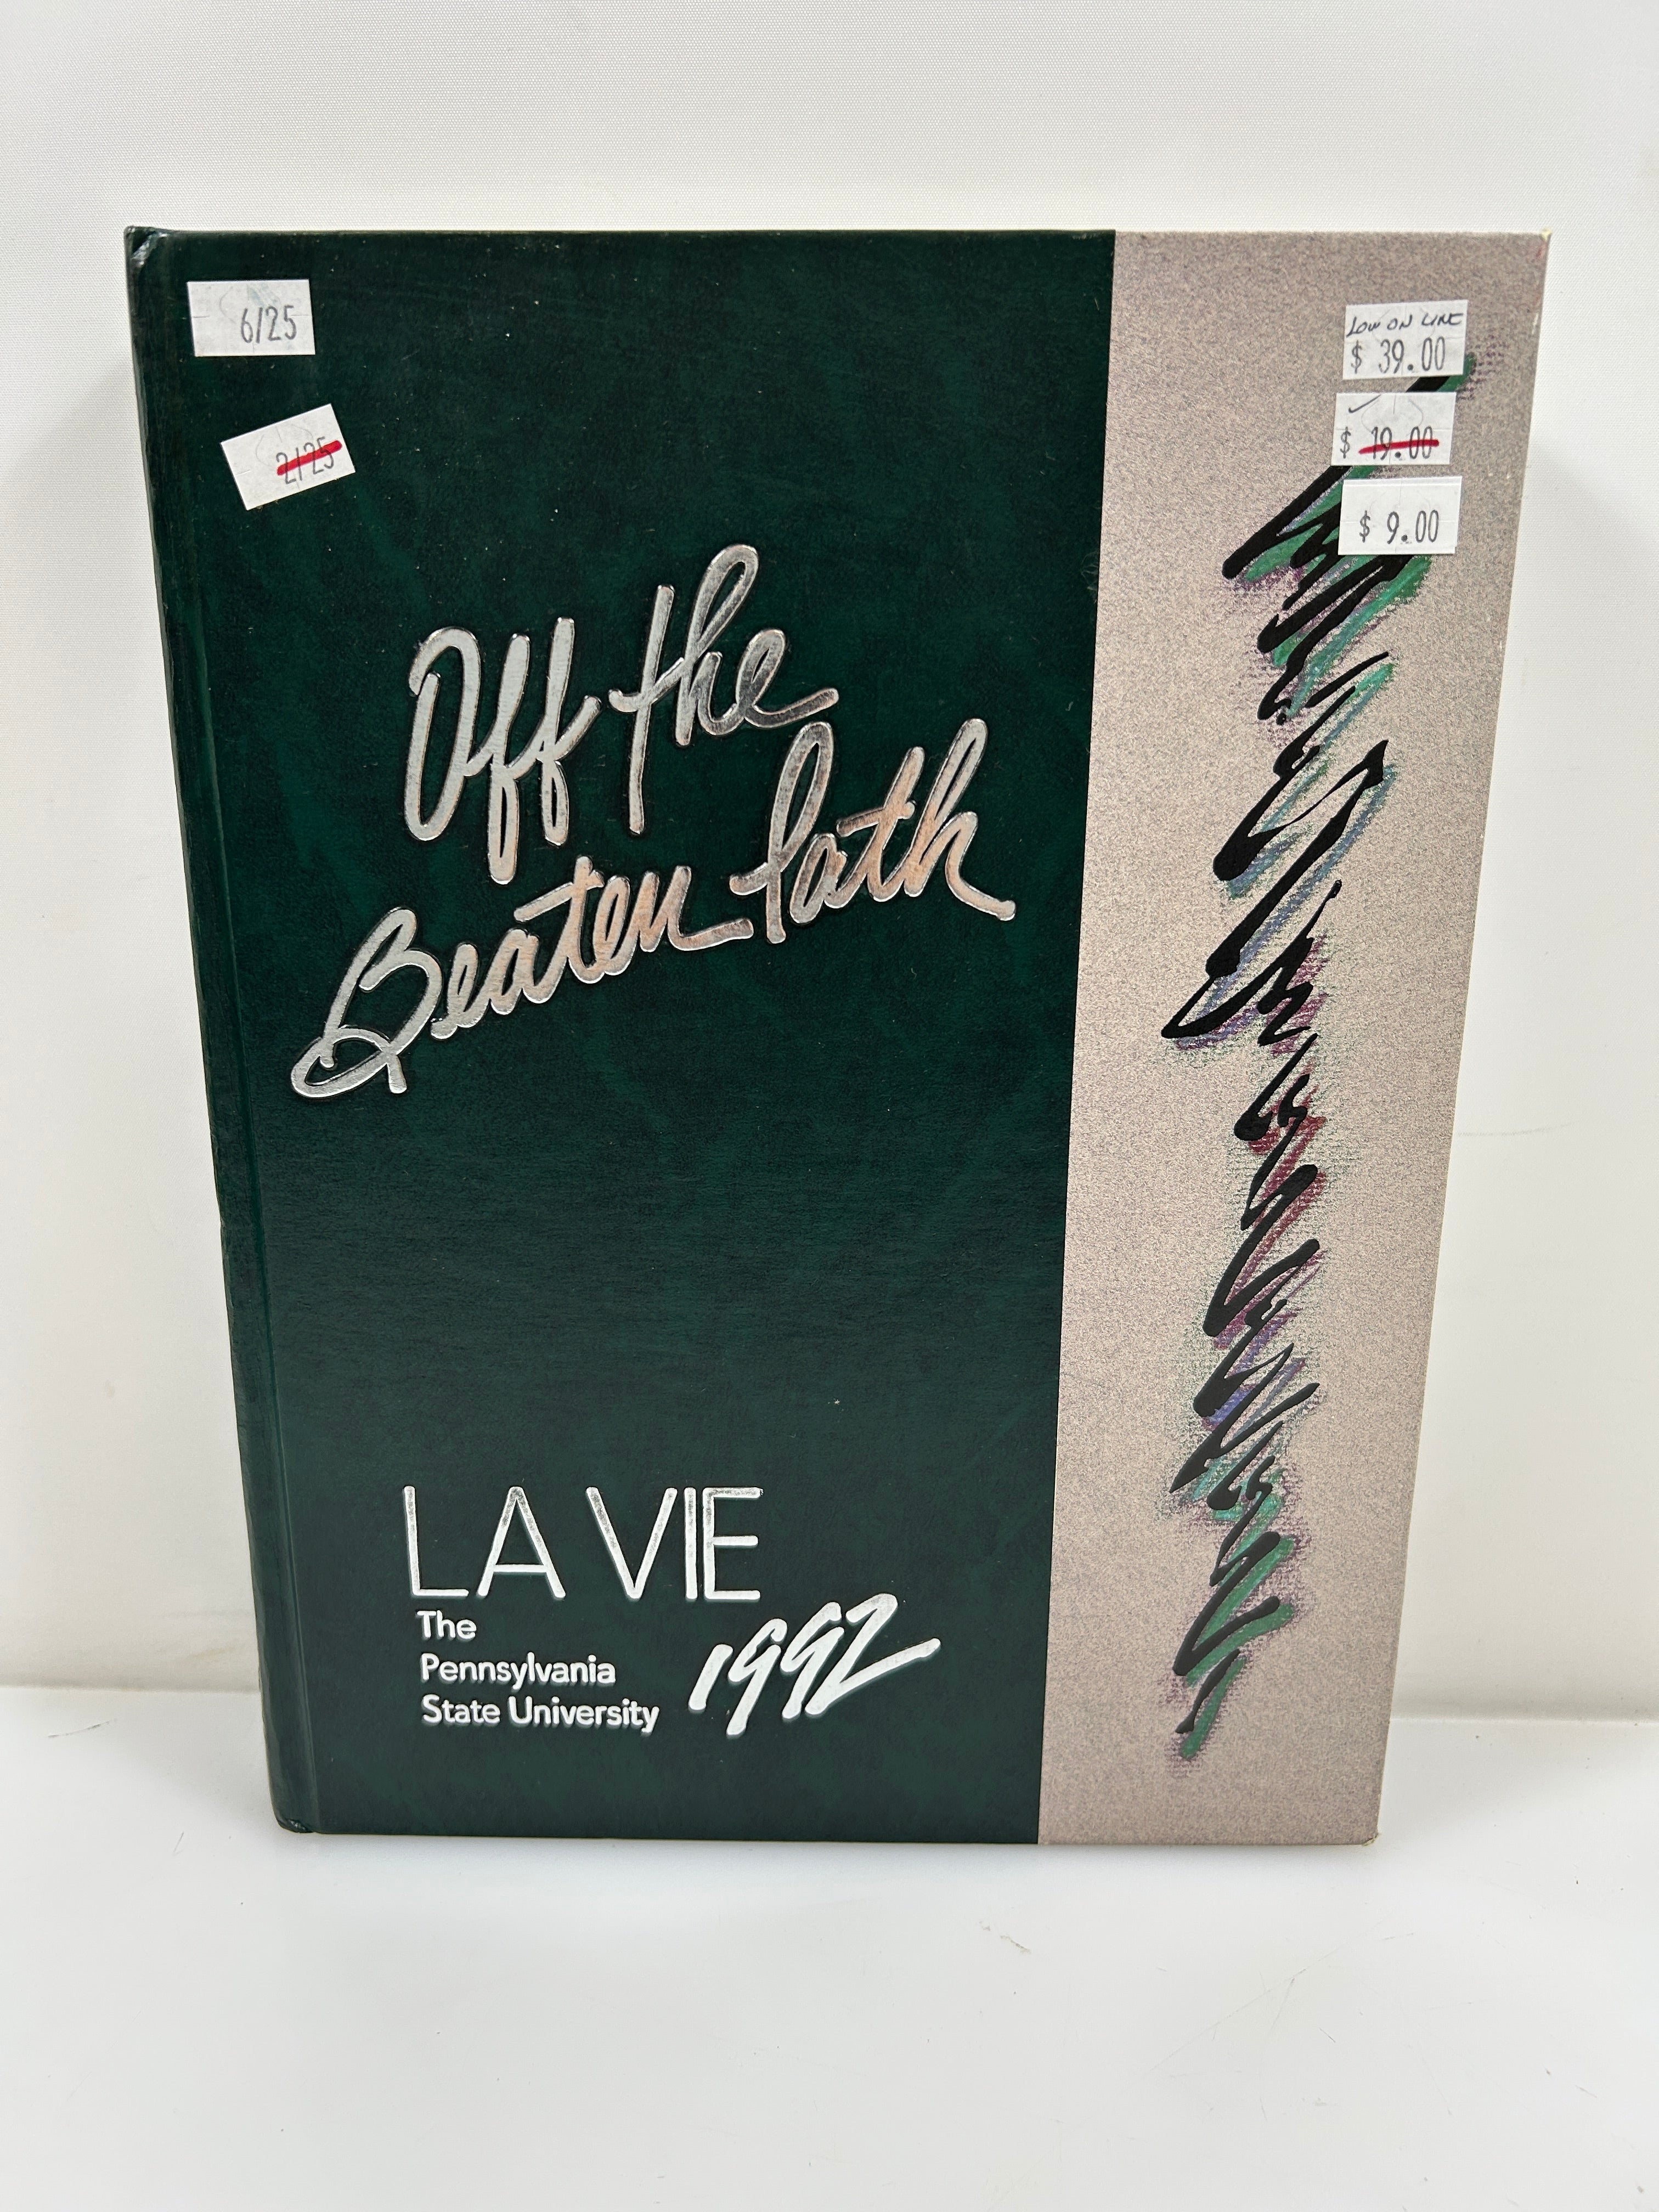 6/25
2/25
LOW ON LINE
$ 39.00
$ 19.00
$ 9.00
Off the
Beaten Path
LA VIE
The
Pennsylvania
State University
1992